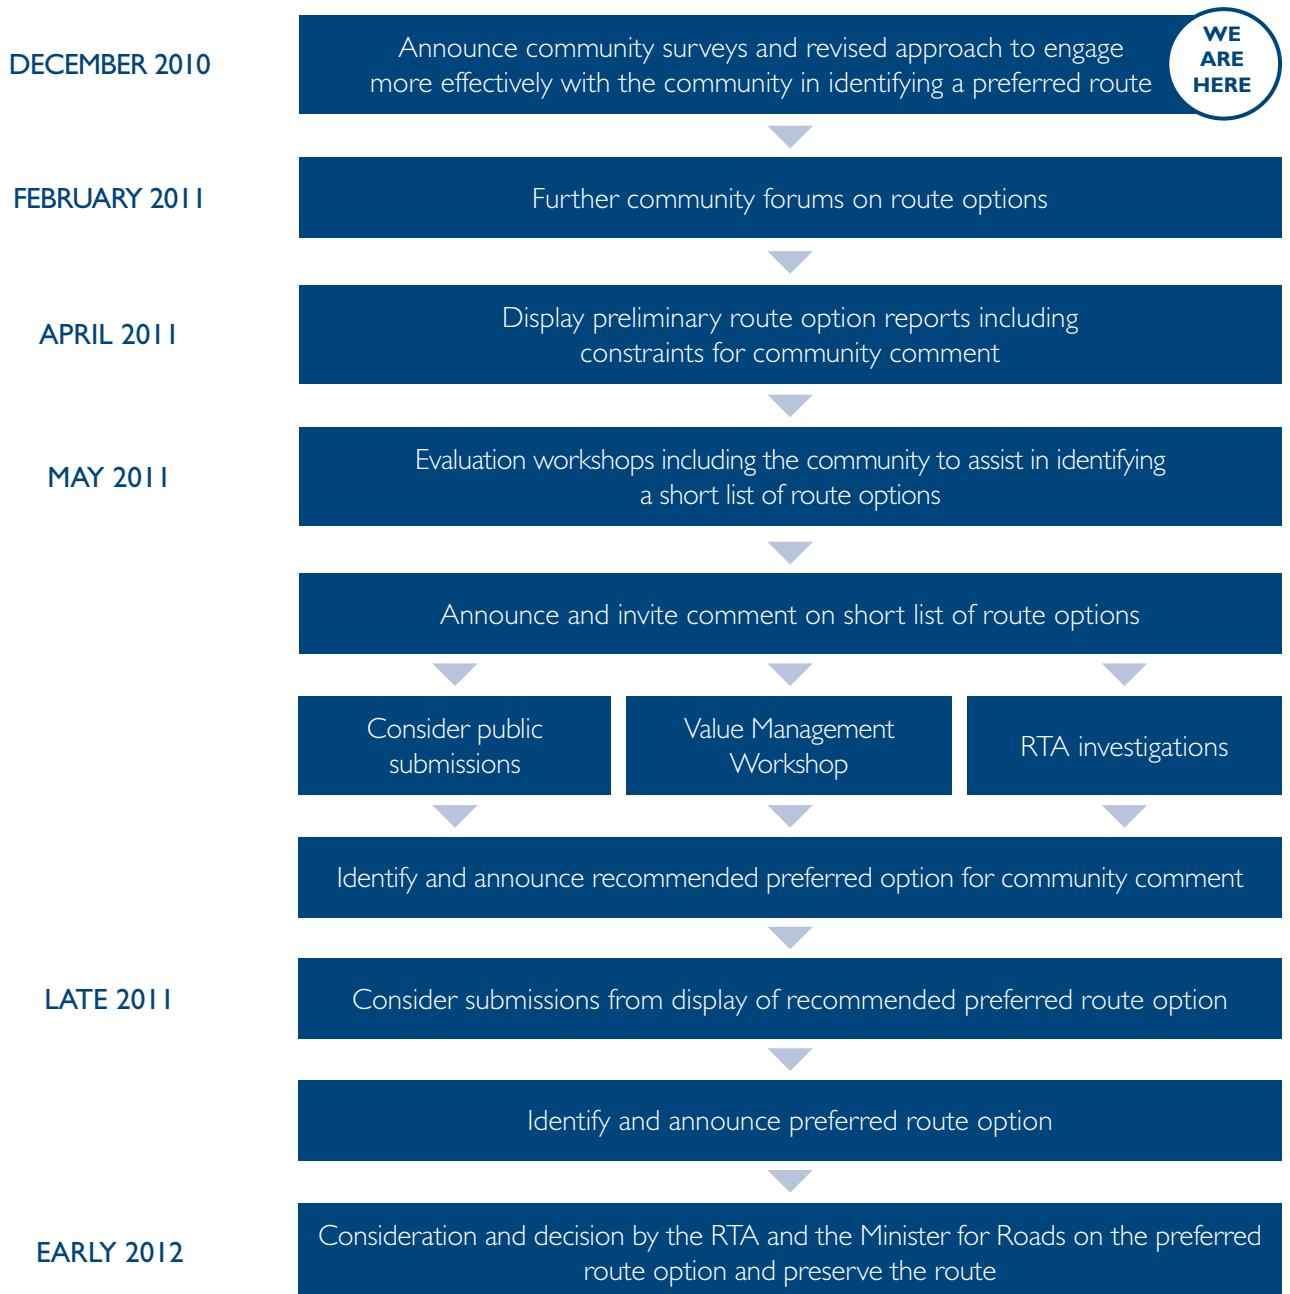 DECEMBER 2010
Announce community surveys and revised approach to engage
more effectively with the community in identifying a preferred route
WE
ARE
HERE
FEBRUARY 2011
Further community forums on route options
APRIL 2011
Display preliminary route option reports including
constraints for community comment
MAY 2011
Evaluation workshops including the community to assist in identifying
a short list of route options
Announce and invite comment on short list of route options
Consider public
submissions
Value Management
Workshop
RTA investigations
Identify and announce recommended preferred option for community comment
LATE 2011
Consider submissions from display of recommended preferred route option
Identify and announce preferred route option
EARLY 2012
Consideration and decision by the RTA and the Minister for Roads on the preferred
route option and preserve the route